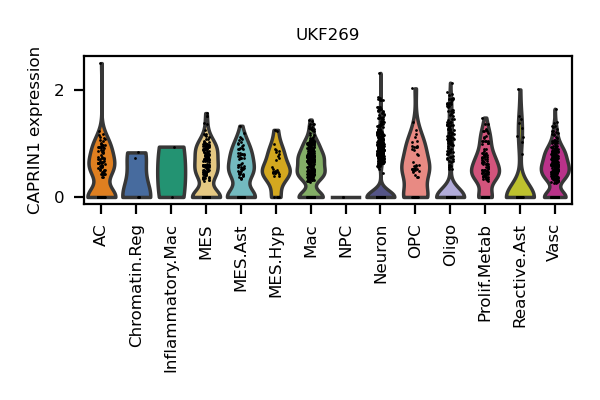 UKF269
CAPRIN1 expression
2
0
AC
Chromatin.Reg
Inflammatory.Mac
MES
MES.Ast
MES.Hyp
Mac
NPC
Neuron
OPC
Oligo
Prolif.Metab
Reactive.Ast
Vasc